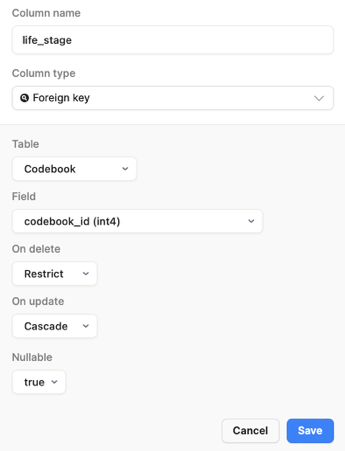 Column name
life_stage
Column type
Foreign key
Table
Codebook
Field
codebook_id (int4)
On delete
Restrict
On update
Cascade
Nullable
true
Cancel Save